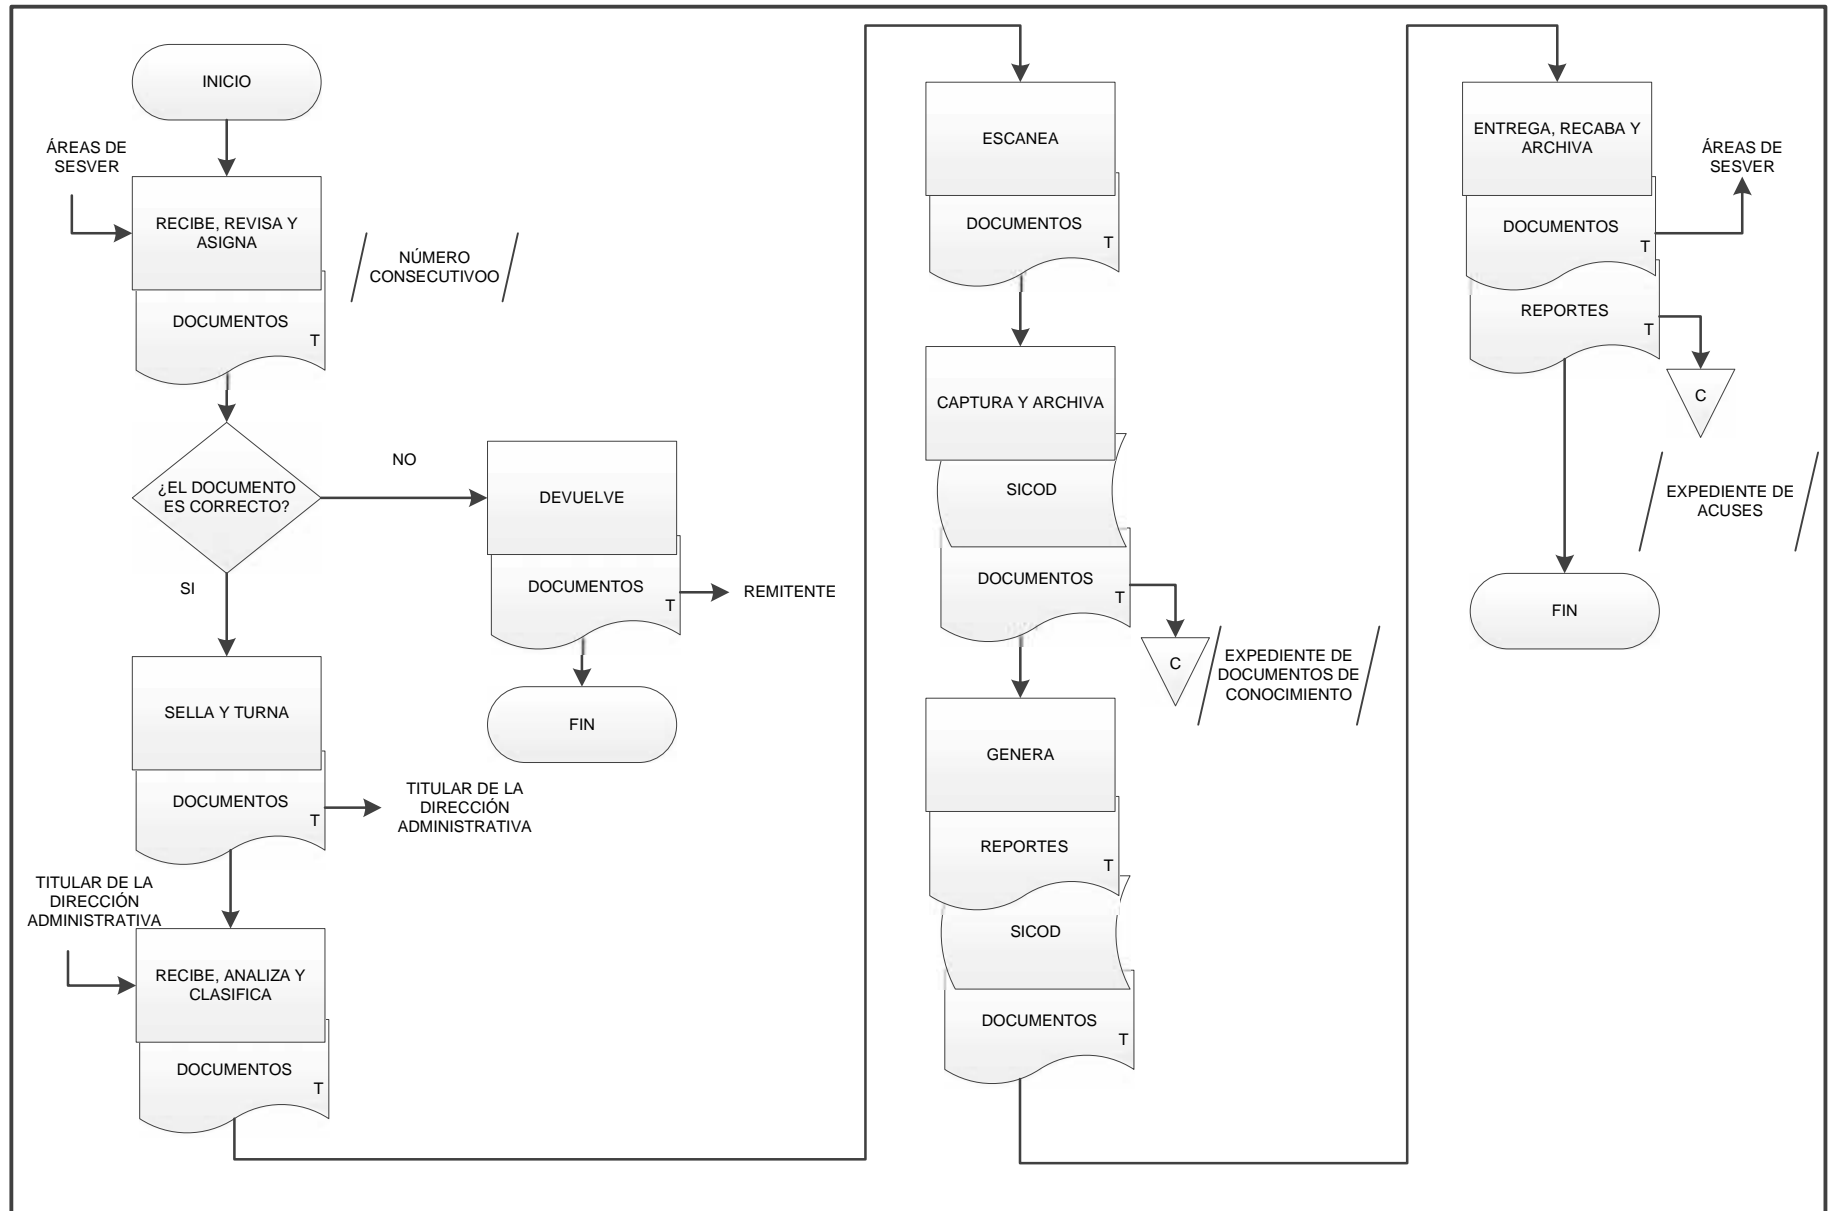 INICIO
ÁREAS DE
SESVER
RECIBE, REVISA Y
ASIGNA
NÚMERO
CONSECUTIVOO
DOCUMENTOS
T
¿EL DOCUMENTO
ES CORRECTO?
NO
DEVUELVE
DOCUMENTOS
T
REMITENTE
FIN
SI
SELLA Y TURNA
DOCUMENTOS
T
TITULAR DE LA
DIRECCIÓN
ADMINISTRATIVA
TITULAR DE LA
DIRECCIÓN
ADMINISTRATIVA
RECIBE, ANALIZA Y
CLASIFICA
DOCUMENTOS
T
ESCANEA
DOCUMENTOS
T
CAPTURA Y ARCHIVA
SICOD
DOCUMENTOS
T
C
EXPEDIENTE DE
DOCUMENTOS DE
CONOCIMIENTO
GENERA
REPORTES
T
SICOD
DOCUMENTOS
T
ENTREGA, RECABA Y
ARCHIVA
ÁREAS DE
SESVER
DOCUMENTOS
T
REPORTES
T
C
EXPEDIENTE DE
ACUSES
FIN